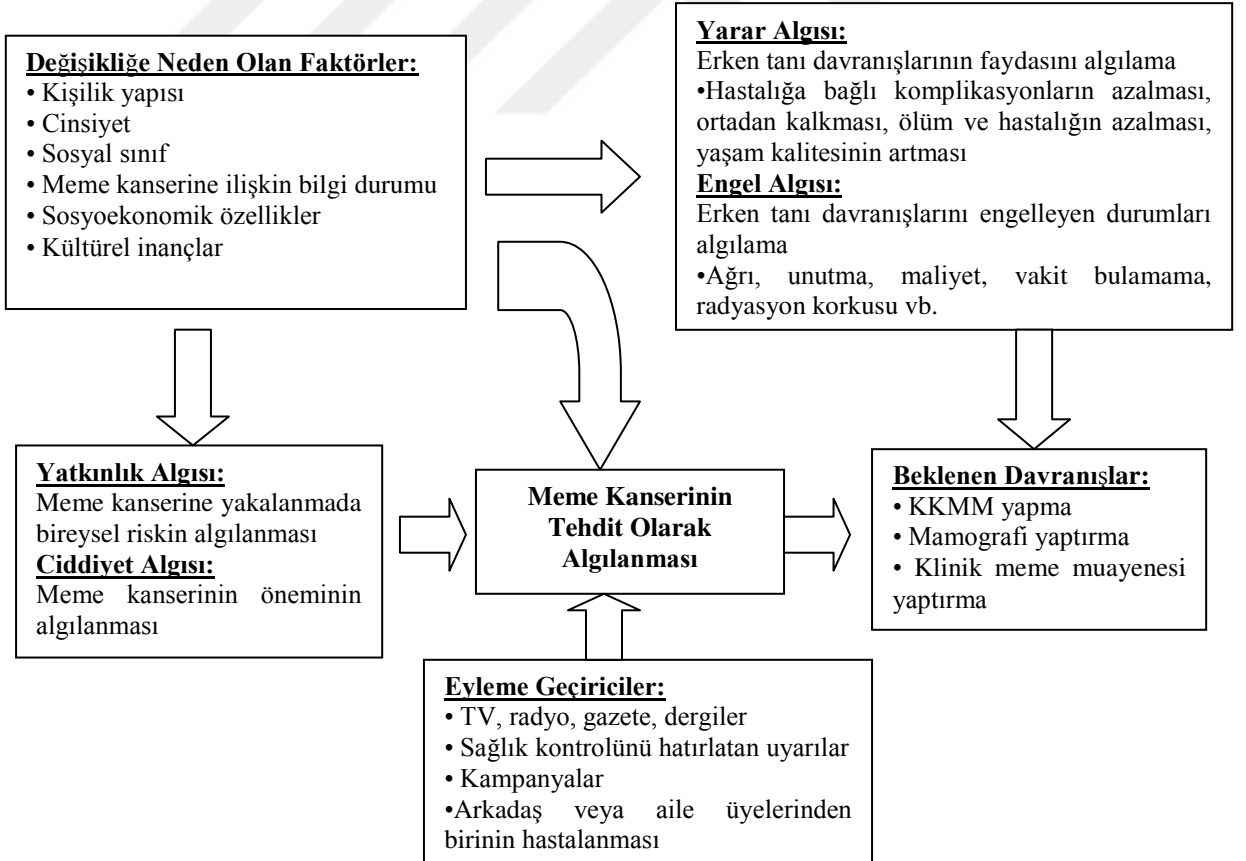 Değişikliğe Neden Olan Faktörler:
• Kişilik yapısı
• Cinsiyet
• Sosyal sınıf
• Meme kanserine ilişkin bilgi durumu
• Sosyoekonomik özellikler
• Kültürel inançlar
Yarar Algısı:
Erken tanı davranışlarının faydasını algılama
•Hastalığa bağlı komplikasyonların azalması,
ortadan kalkması, ölüm ve hastalığın azalması,
yaşam kalitesinin artması
Engel Algısı:
Erken tanı davranışlarını engelleyen durumları
algılama
•Ağrı, unutma, maliyet, vakit bulamama,
radyasyon korkusu vb.
Yatkınlık Algısı:
Meme kanserine yakalanmada
bireysel riskin algılanması
Ciddiyet Algısı:
Meme kanserinin öneminin
algılanması
Meme Kanserinin
Tehdit Olarak
Algılanması
Beklenen Davranışlar:
• KKMM yapma
• Mamografi yaptırma
• Klinik meme muayenesi
yaptırma
Eyleme Geçiriciler:
• TV, radyo, gazete, dergiler
• Sağlık kontrolünü hatırlatan uyarılar
• Kampanyalar
•Arkadaş veya aile üyelerinden
birinin hastalanması